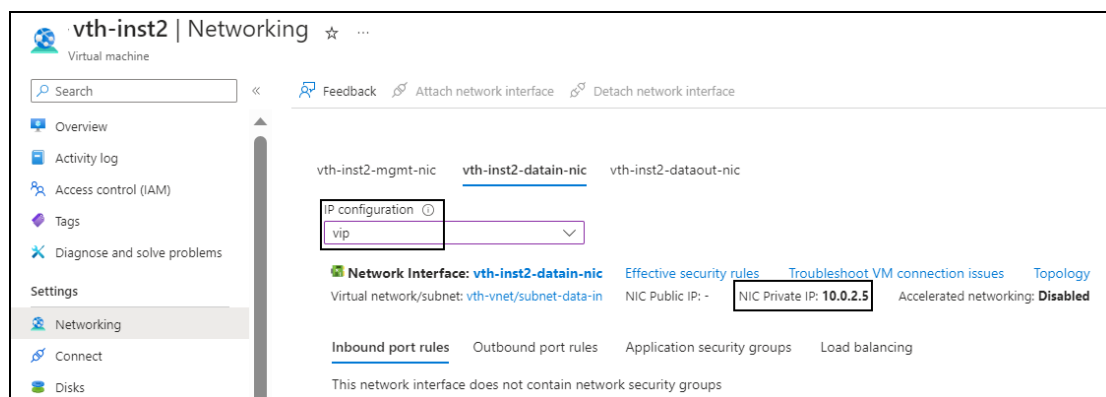 vth-inst2 | Networking ☆ ...
Virtual machine
Search «
Overview
Activity log
Access control (IAM)
Tags
Diagnose and solve problems
Settings
Networking
Connect
Disks
Feedback Attach network interface Detach network interface
vth-inst2-mgmt-nic vth-inst2-datain-nic vth-inst2-dataout-nic
IP configuration
vip
Network Interface: vth-inst2-datain-nic Effective security rules Troubleshoot VM connection issues Topology
Virtual network/subnet: vth-vnet/subnet-data-in NIC Public IP: - NIC Private IP: 10.0.2.5 Accelerated networking: Disabled
Inbound port rules Outbound port rules Application security groups Load balancing
This network interface does not contain network security groups